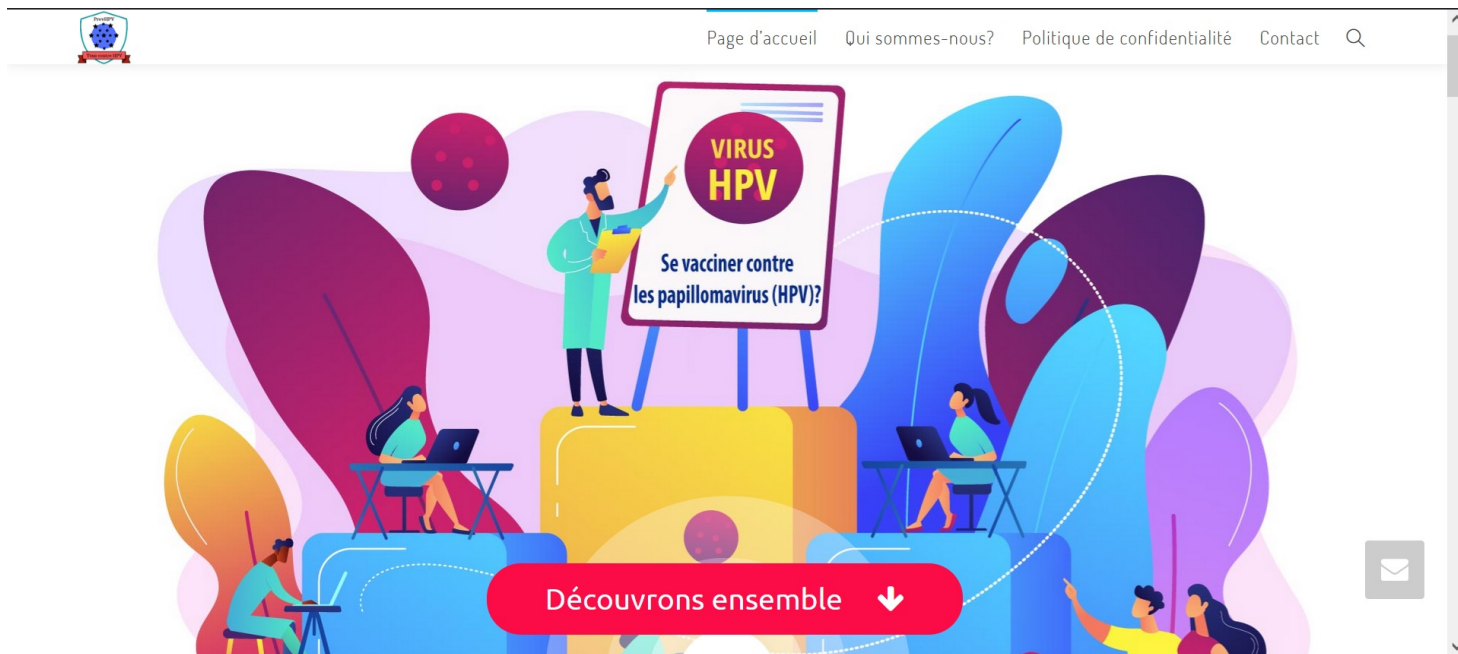 PrevHPV
Page d'accueil
Qui sommes-nous?
Politique de confidentialité
Contact
VIRUS
HPV
Se vacciner contre
les papillomavirus (HPV)?
Découvrons ensemble